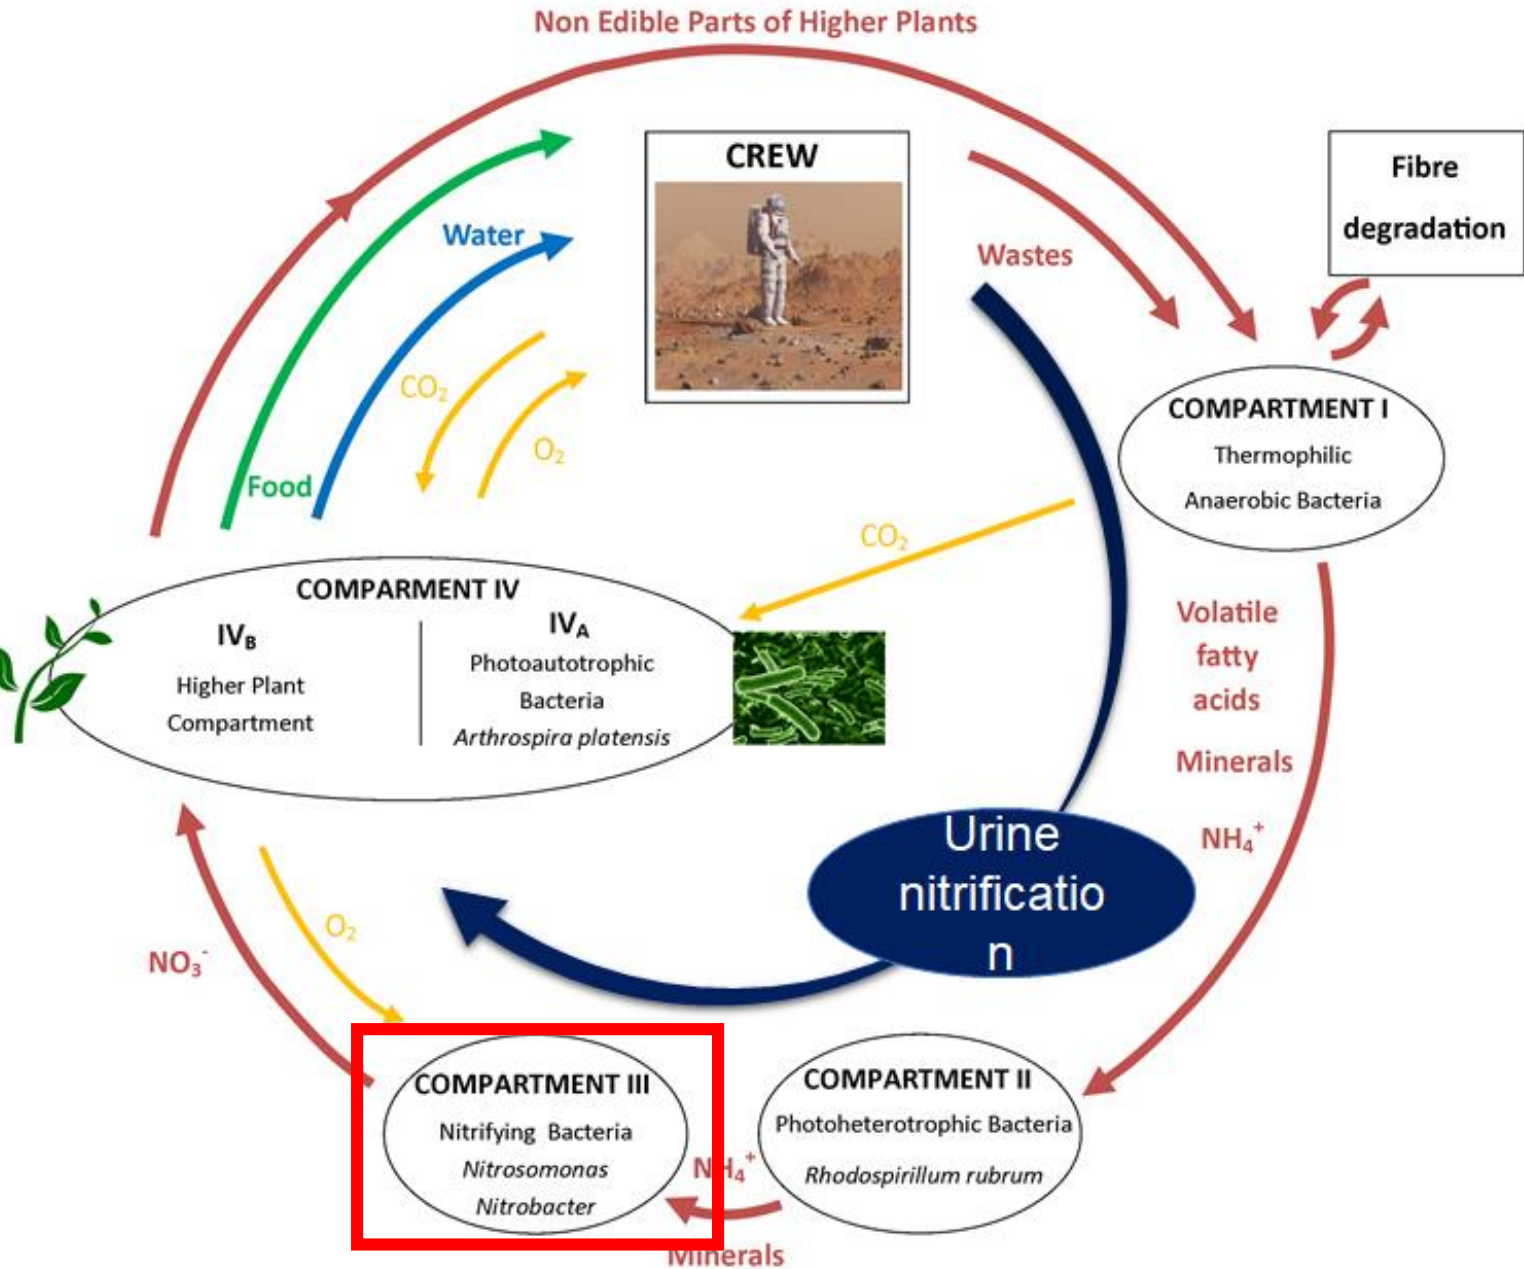 Non Edible Parts of Higher Plants
CREW
Fibre
degradation
Water
Wastes
CO₂
O₂
Food
COMPARTMENT I
Thermophilic
Anaerobic Bacteria
CO₂
COMPARMENT IV
IV_B
Higher Plant
Compartment
IV_A
Photoautotrophic
Bacteria
Arthrospira platensis
Volatile
fatty
acids
Minerals
NH₄⁺
Urine
nitrificatio
n
O₂
NO₃⁻
COMPARTMENT III
Nitrifying Bacteria
Nitrosomonas
Nitrobacter
COMPARTMENT II
Photoheterotrophic Bacteria
Rhodospirillum rubrum
NH₄⁺
Minerals